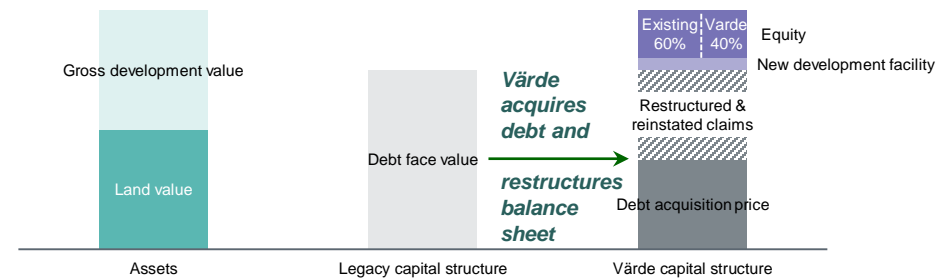 Gross development value
Land value
Assets
Debt face value
Legacy capital structure
Värde
acquires
debt and
restructures
balance
sheet
Existing
60%
Varde
40%
Equity
New development facility
Restructured &
reinstated claims
Debt acquisition price
Värde capital structure